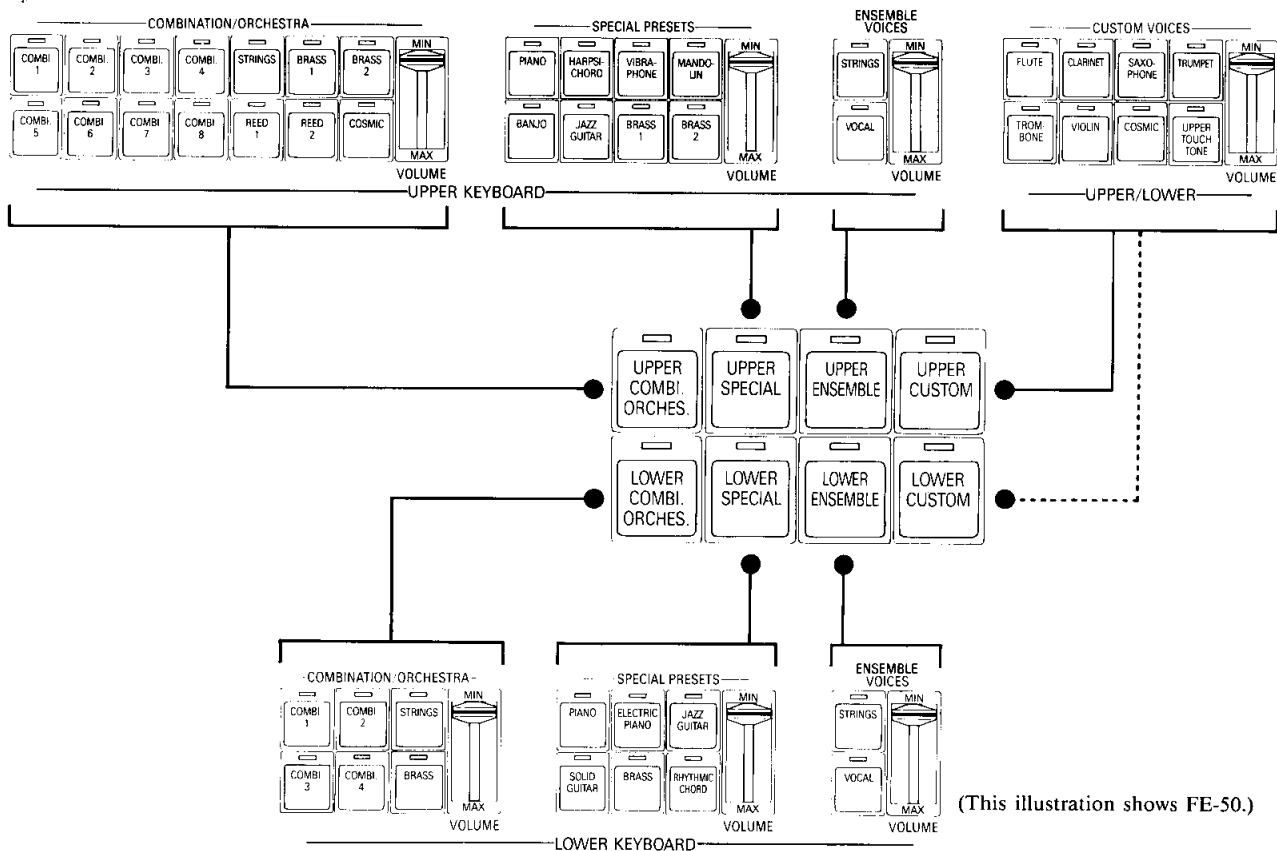 COMBINATION/ORCHESTRA
COMBI 1
COMBI. 2
COMBI. 3
COMBI. 4
STRINGS
BRASS 1
BRASS 2
MIN
COMBI. 5
COMBI 6
COMBI 7
COMBI 8
REED 1
REED 2
COSMIC
MAX
VOLUME
SPECIAL PRESETS
PIANO
HARPSI-
CHORD
VIBRA-
PHONE
MANDO-
LIN
MIN
BANJO
JAZZ
GUITAR
BRASS 1
BRASS 2
MAX
VOLUME
ENSEMBLE
VOICES
STRINGS
MIN
VOCAL
MAX
VOLUME
UPPER KEYBOARD
CUSTOM VOICES
FLUTE
CLARINET
SAXO-
PHONE
TRUMPET
MIN
TROM-
BONE
VIOLIN
COSMIC
UPPER
TOUCH
TONE
MAX
VOLUME
UPPER/LOWER
UPPER
COMBI.
ORCHES.
UPPER
SPECIAL
UPPER
ENSEMBLE
UPPER
CUSTOM
LOWER
COMBI.
ORCHES.
LOWER
SPECIAL
LOWER
ENSEMBLE
LOWER
CUSTOM
COMBINATION/ORCHESTRA
COMBI 1
COMBI 2
STRINGS
MIN
COMBI 3
COMBI. 4
BRASS
MAX
VOLUME
SPECIAL PRESETS
PIANO
ELECTRIC
PIANO
JAZZ
GUITAR
MIN
SOLID
GUITAR
BRASS
RHYTHMIC
CHORD
MAX
VOLUME
ENSEMBLE
VOICES
STRINGS
MIN
VOCAL
MAX
VOLUME
(This illustration shows FE-50.)
LOWER KEYBOARD